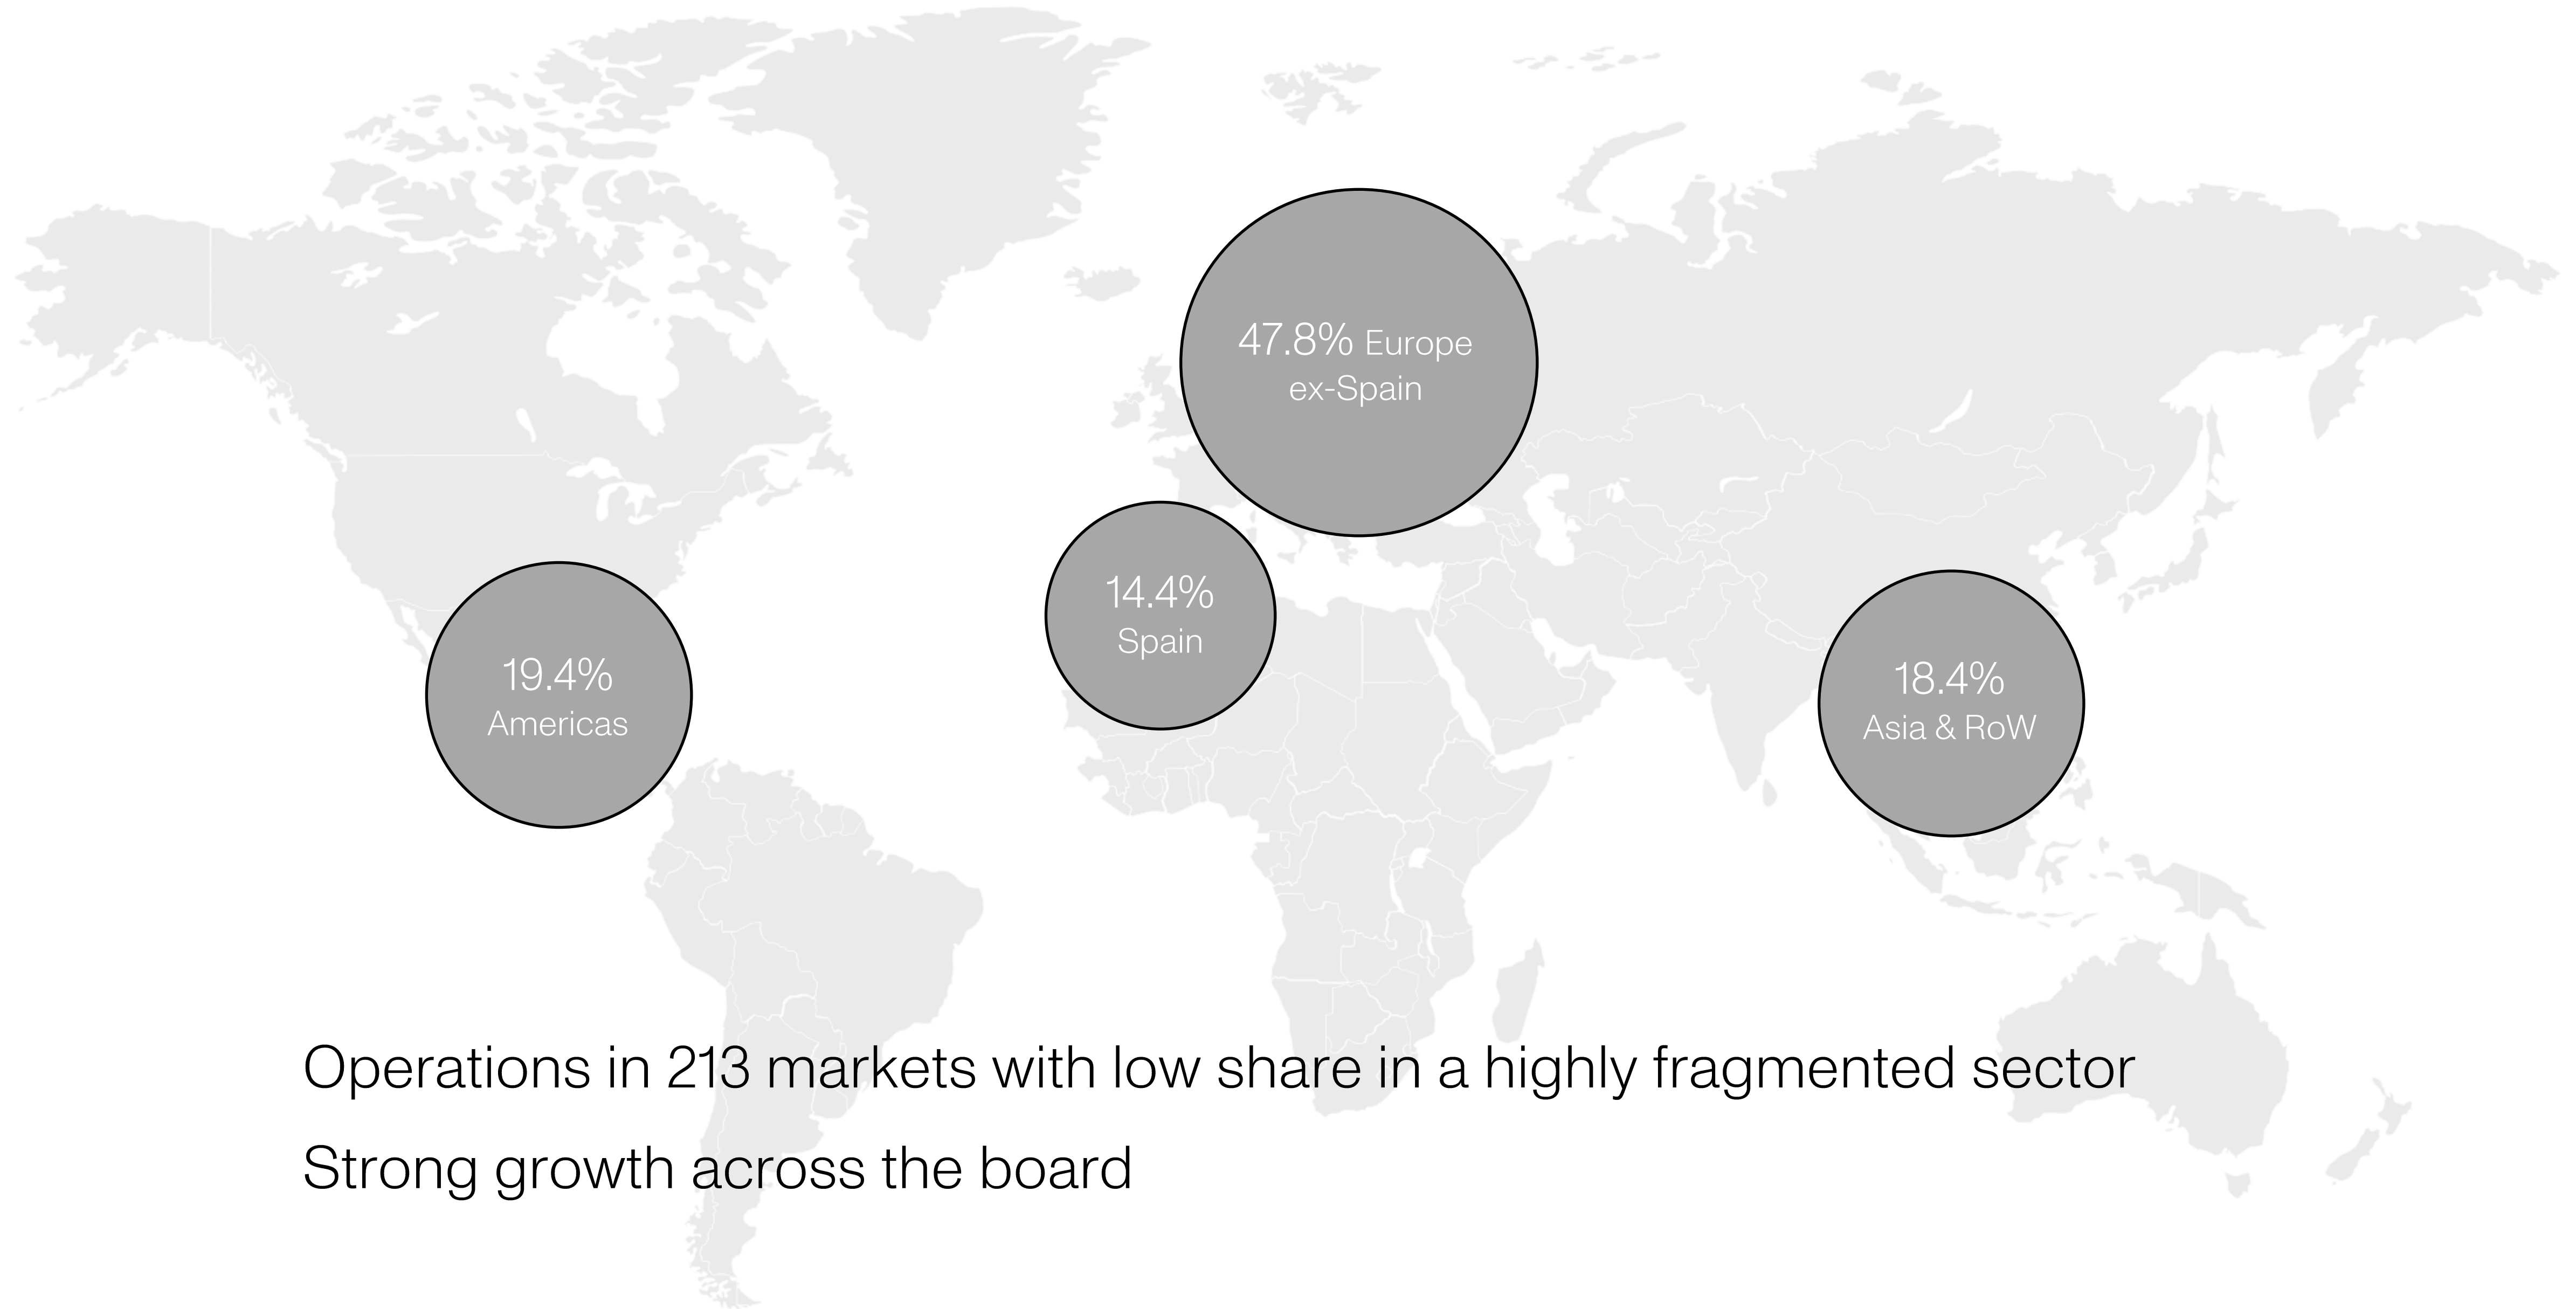 47.8% Europe
ex-Spain
14.4%
Spain
19.4%
Americas
18.4%
Asia & RoW
Operations in 213 markets with low share in a highly fragmented sector
Strong growth across the board